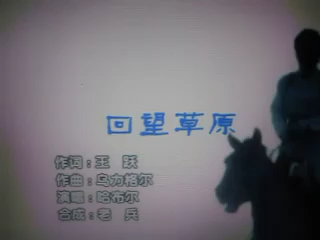 回望草原
作词：王 跃
作曲：乌力格尔
演唱：哈布尔
合成：老 兵